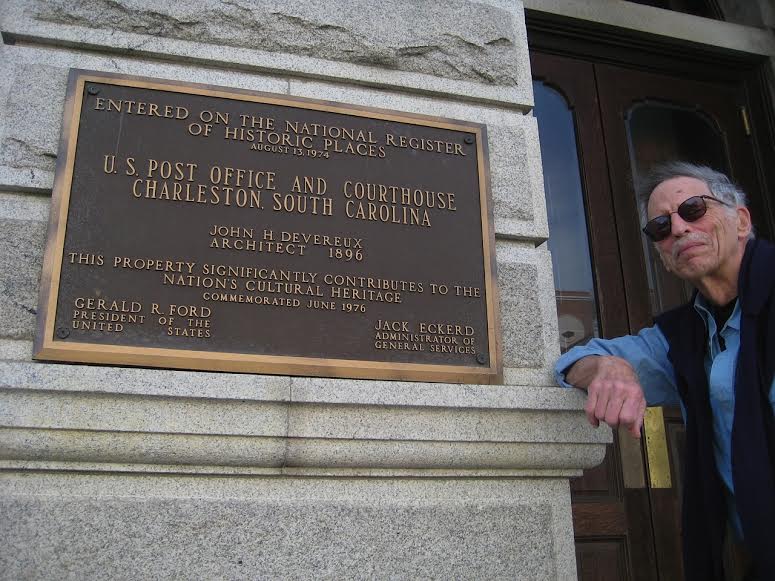 ENTERED ON THE NATIONAL REGISTER
OF HISTORIC PLACES
AUGUST 13, 1974
U.S. POST OFFICE AND COURTHOUSE
CHARLESTON, SOUTH CAROLINA
JOHN H. DEVEREUX
ARCHITECT 1896
THIS PROPERTY SIGNIFICANTLY CONTRIBUTES TO THE
NATION'S CULTURAL HERITAGE
COMMEMORATED JUNE 1976
GERALD R. FORD
PRESIDENT OF THE
UNITED STATES
JACK ECKERD
ADMINISTRATOR OF
GENERAL SERVICES